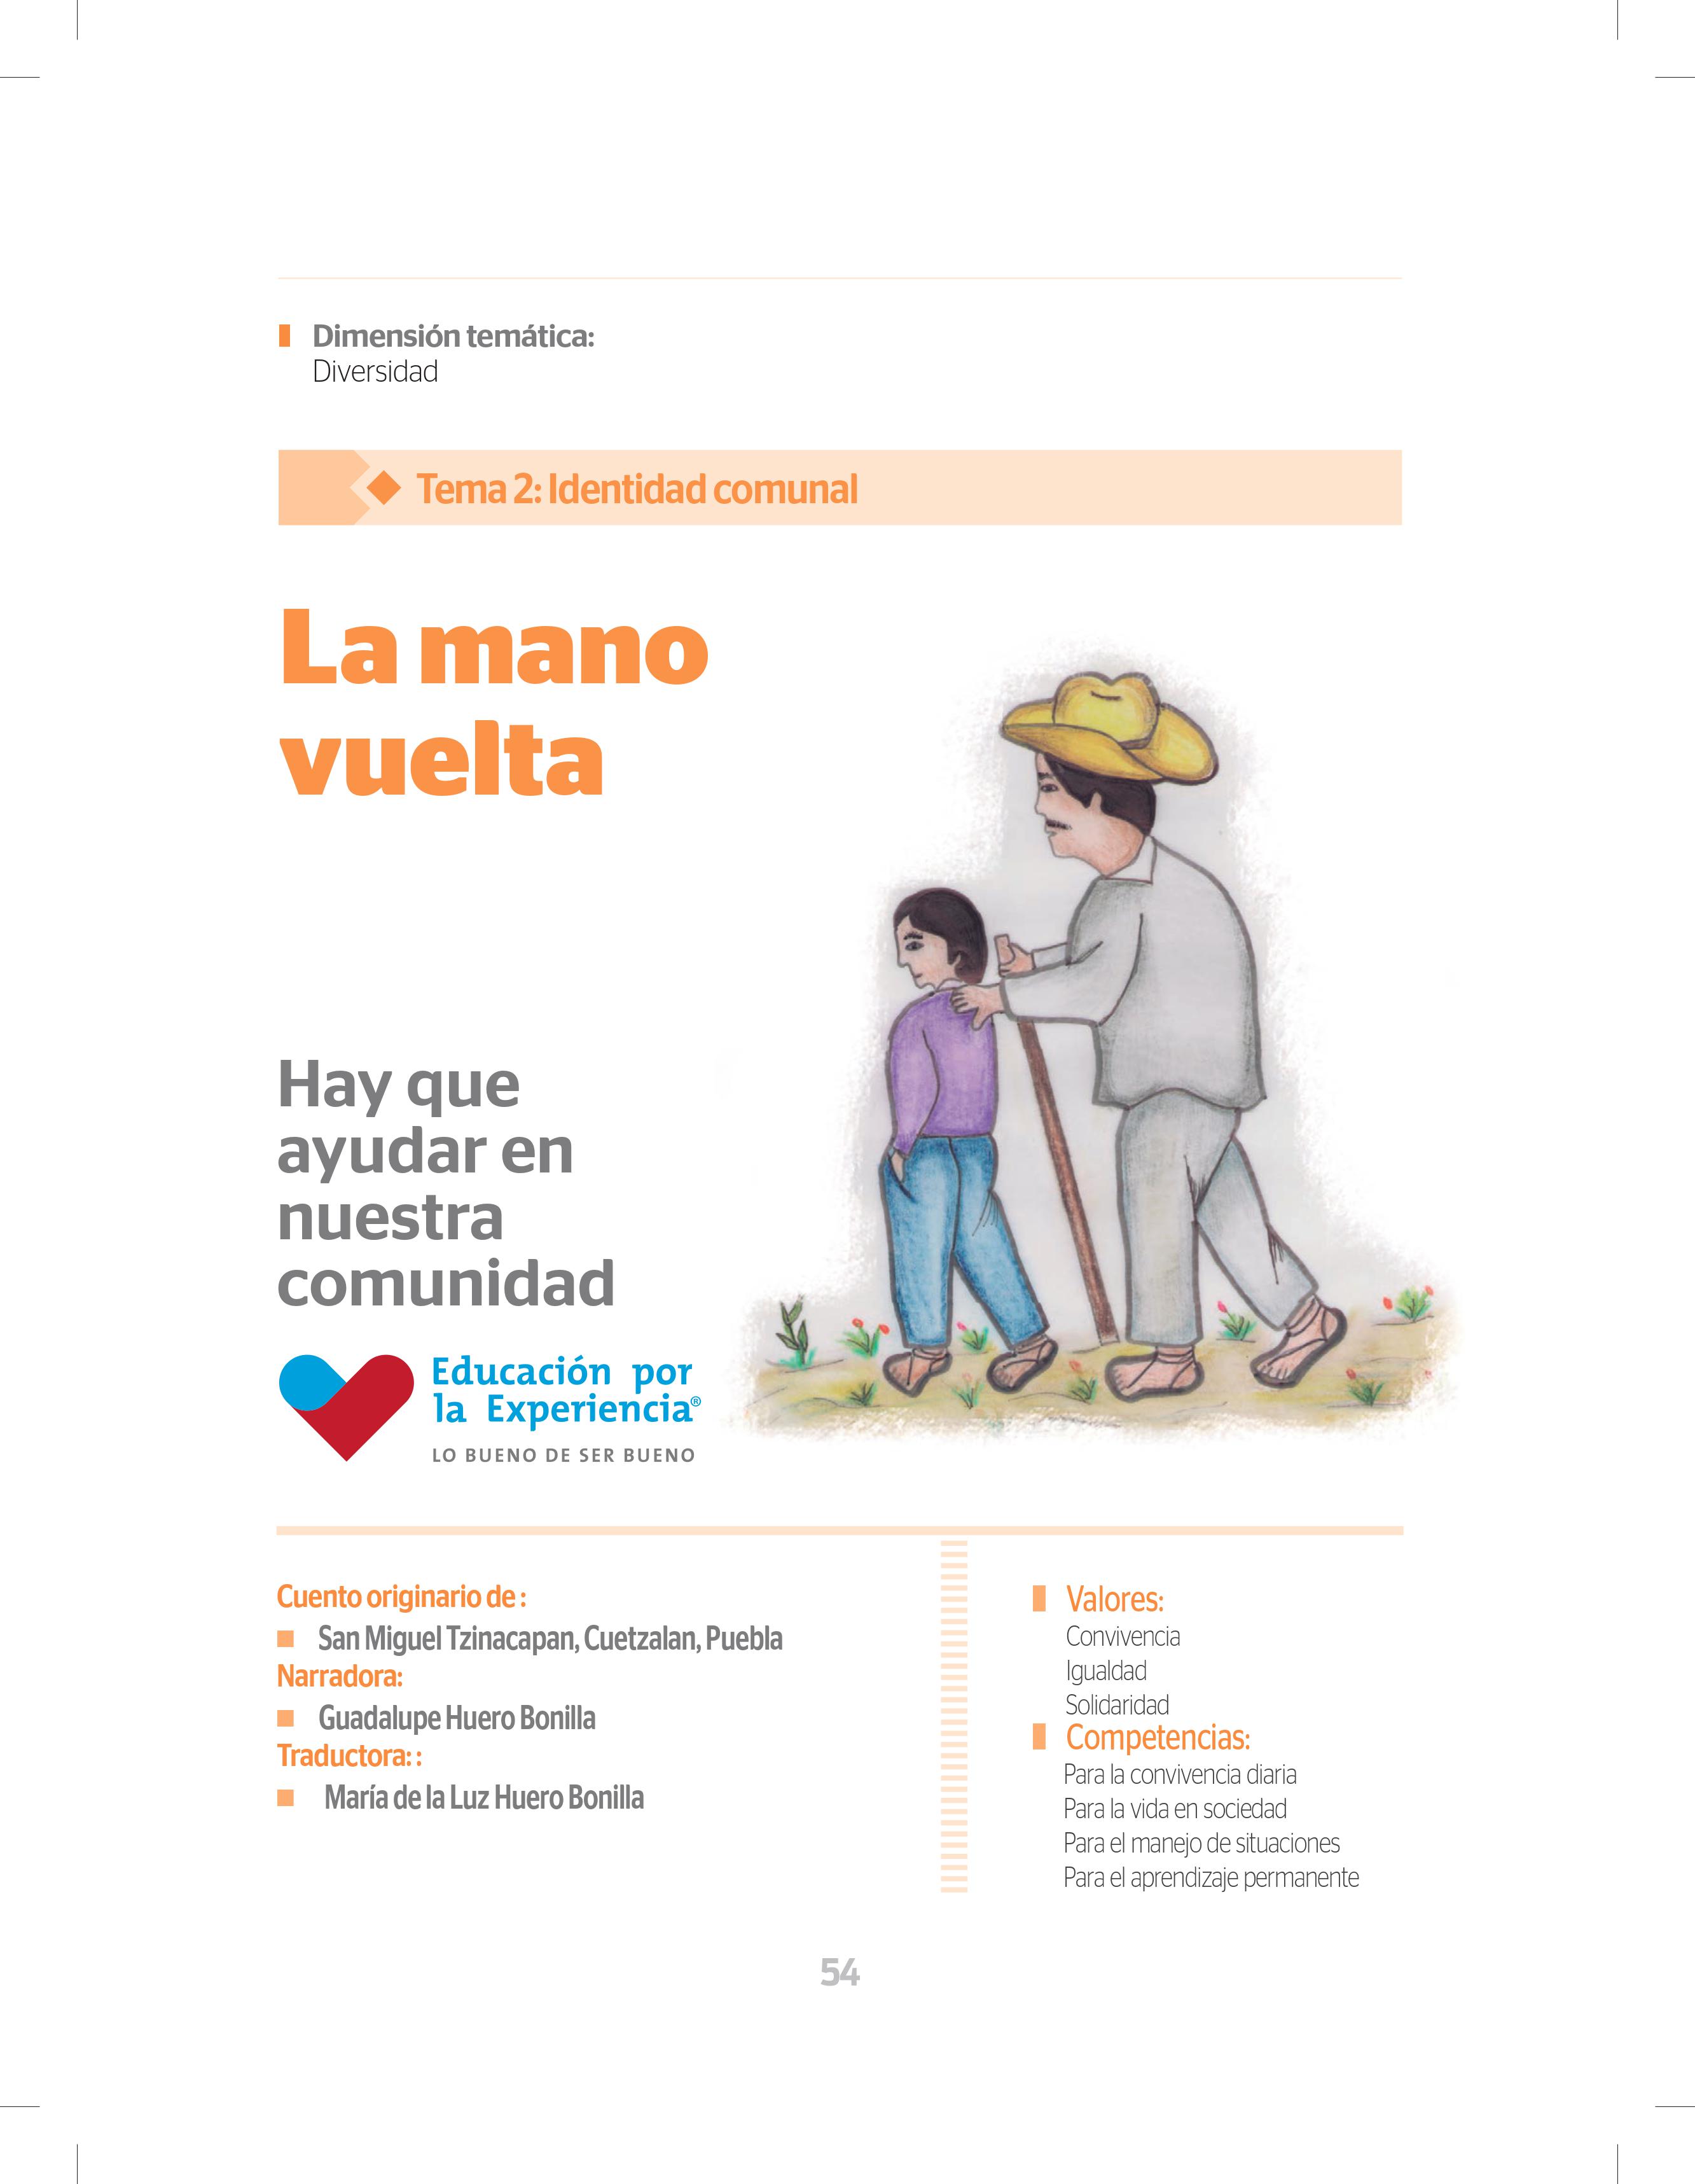 Dimensión temática:
Diversidad
Tema 2: Identidad comunal
La mano
vuelta
Hay que
ayudar en
nuestra
comunidad
Educación por
la Experiencia®
LO BUENO DE SER BUENO
Cuento originario de :
San Miguel Tzinacapan, Cuetzalan, Puebla
Narradora:
Guadalupe Huero Bonilla
Traductora: :
María de la Luz Huero Bonilla
Valores:
Convivencia
Igualdad
Solidaridad
Competencias:
Para la convivencia diaria
Para la vida en sociedad
Para el manejo de situaciones
Para el aprendizaje permanente
54